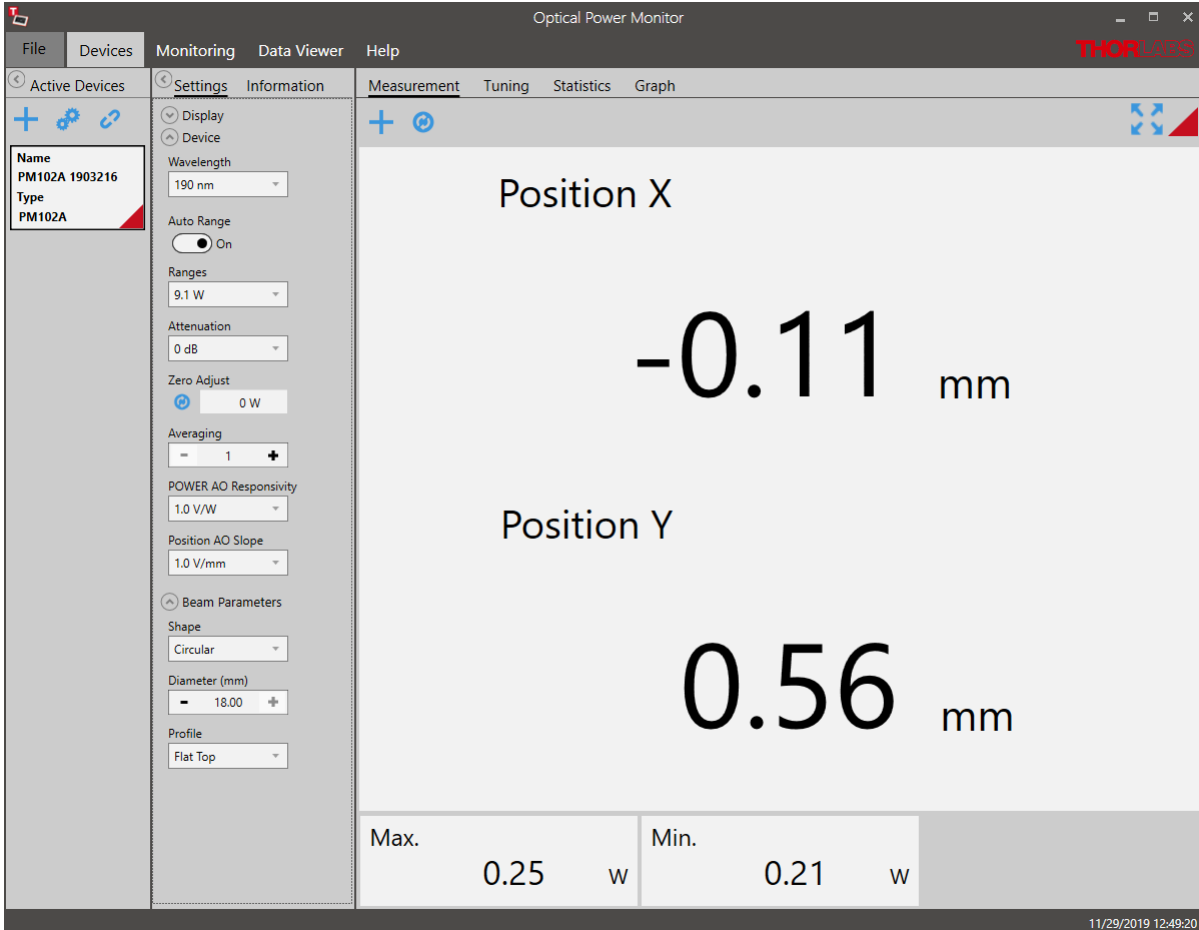 Optical Power Monitor
File Devices Monitoring Data Viewer Help
THORLABS
Active Devices
Name
PM102A 1903216
Type
PM102A
Settings Information
Display
Device
Wavelength
190 nm
Auto Range
On
Ranges
9.1 W
Attenuation
0 dB
Zero Adjust
0 W
Averaging
- 1 +
POWER AO Responsivity
1.0 V/W
Position AO Slope
1.0 V/mm
Beam Parameters
Shape
Circular
Diameter (mm)
- 18.00 +
Profile
Flat Top
Measurement Tuning Statistics Graph
Position X
-0.11 mm
Position Y
0.56 mm
Max.
0.25 W
Min.
0.21 W
11/29/2019 12:49:20